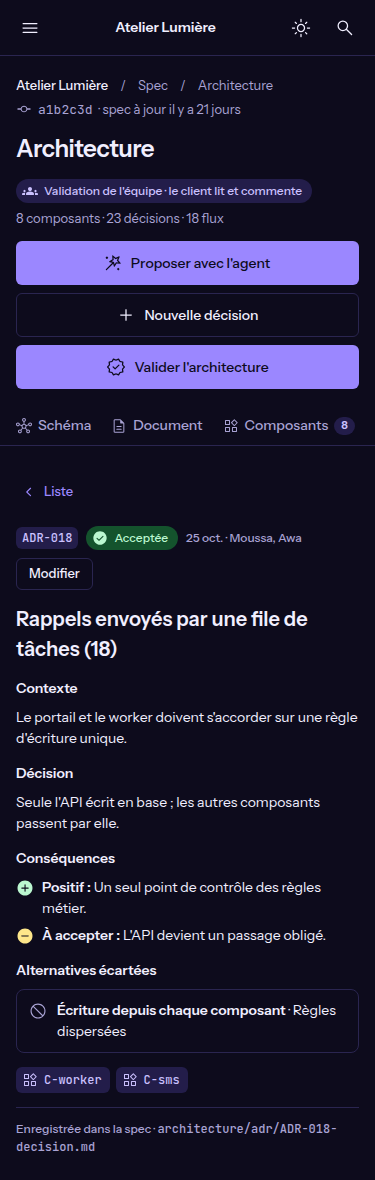 Atelier Lumière
Atelier Lumière / Spec / Architecture
a1b2c3d · spec à jour il y a 21 jours
Architecture
Validation de l'équipe · le client lit et commente
8 composants · 23 décisions · 18 flux
Proposer avec l'agent
Nouvelle décision
Valider l'architecture
Schéma Document Composants 8
Liste
ADR-018 Acceptée 25 oct. · Moussa, Awa
Modifier
Rappels envoyés par une file de
tâches (18)
Contexte
Le portail et le worker doivent s'accorder sur une règle
d'écriture unique.
Décision
Seule l'API écrit en base ; les autres composants
passent par elle.
Conséquences
Positif : Un seul point de contrôle des règles
métier.
À accepter : L'API devient un passage obligé.
Alternatives écartées
Écriture depuis chaque composant · Règles
dispersées
C-worker C-sms
Enregistrée dans la spec · architecture/adr/ADR-018-
decision.md